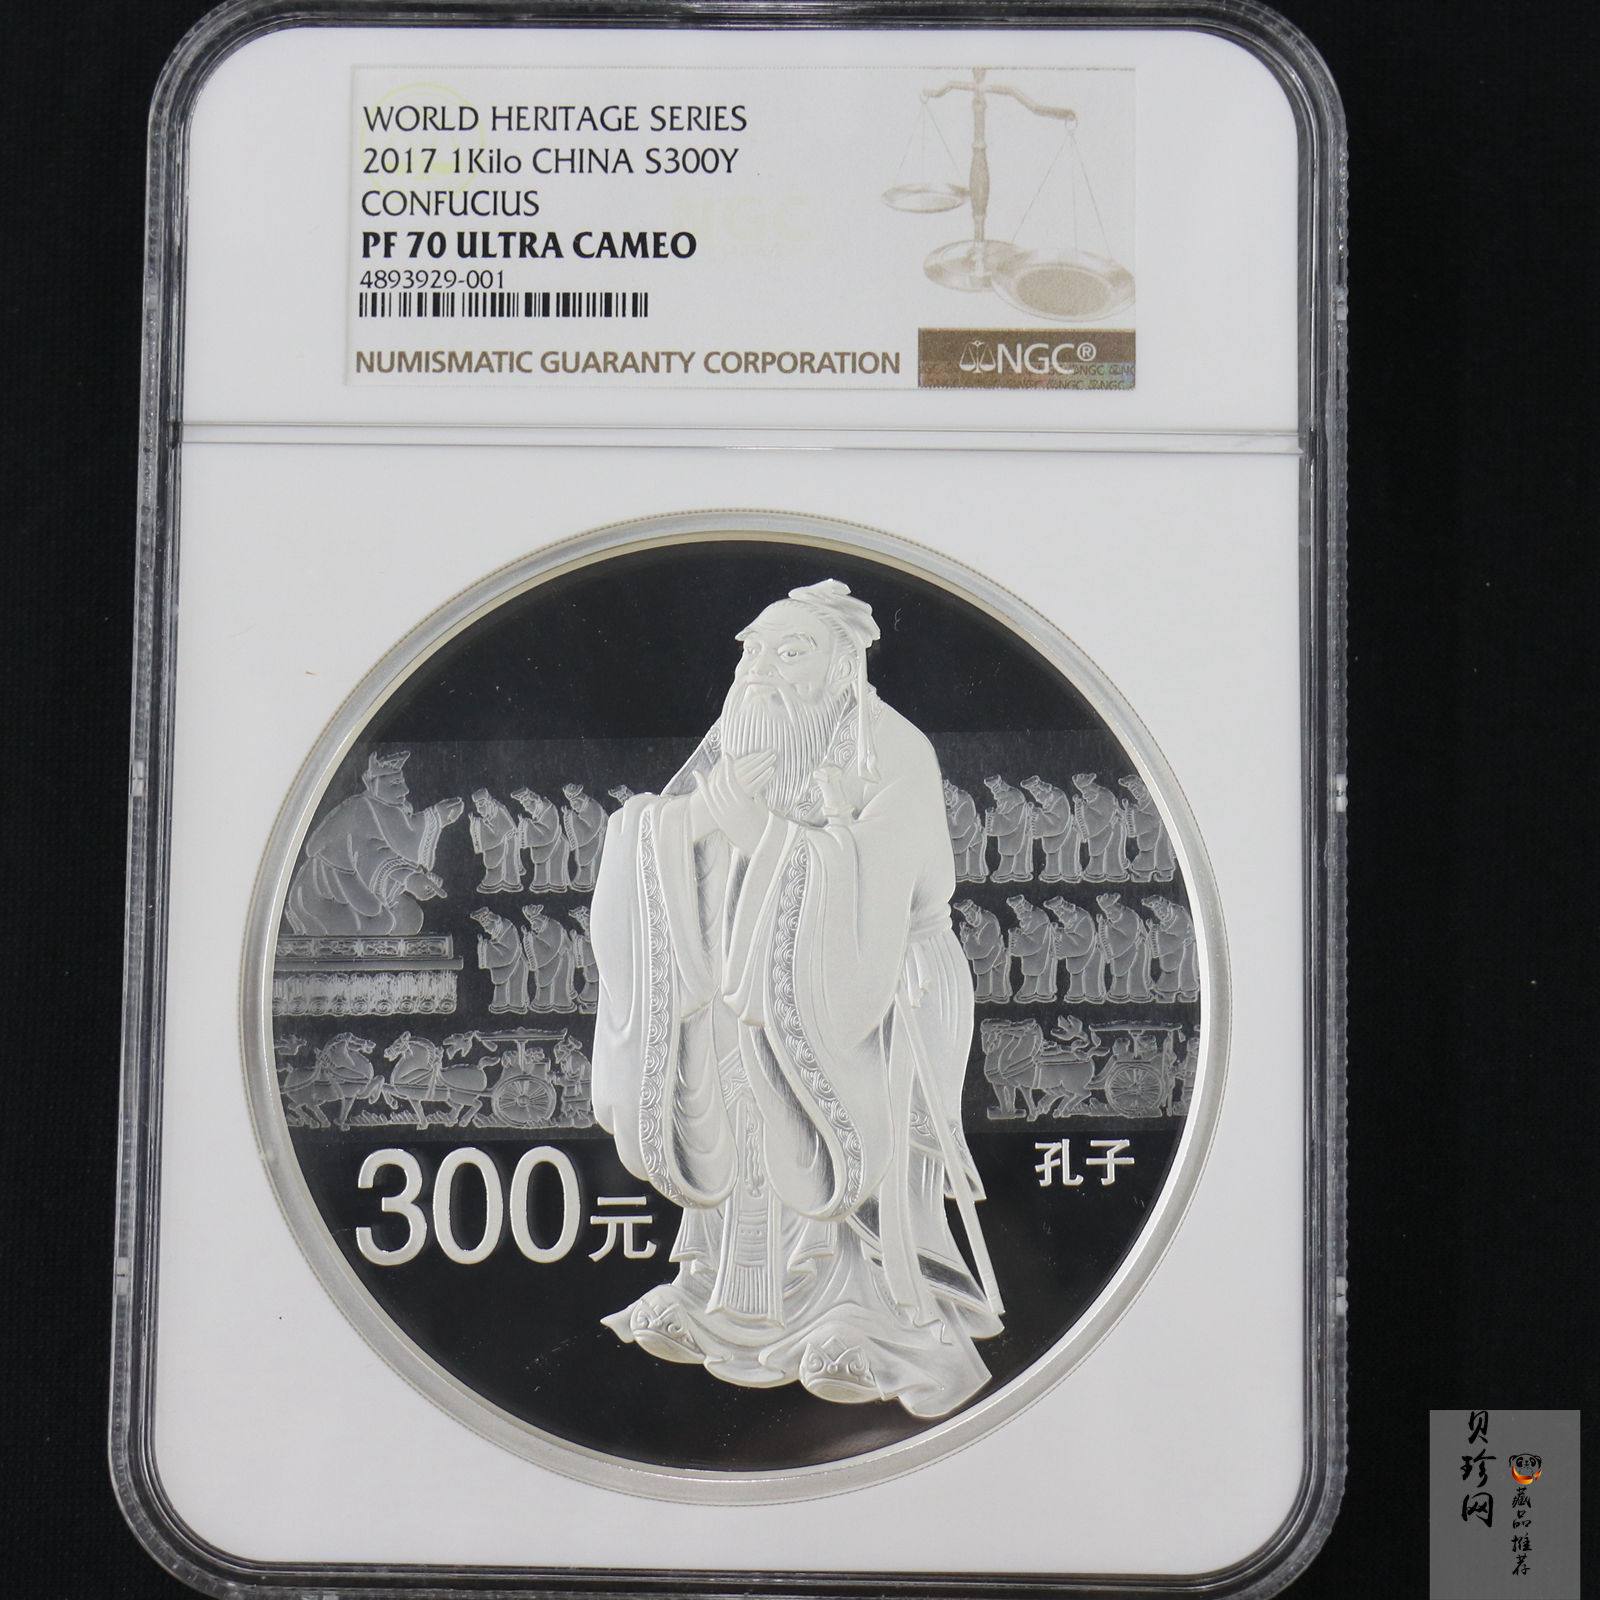 WORLD HERITAGE SERIES
2017 1Kilo CHINA S300Y
CONFUCIUS
PF 70 ULTRA CAMEO
4893929-001
NUMISMATIC GUARANTY CORPORATION
NGC®
300元
孔子
贝珍网
藏品推荐